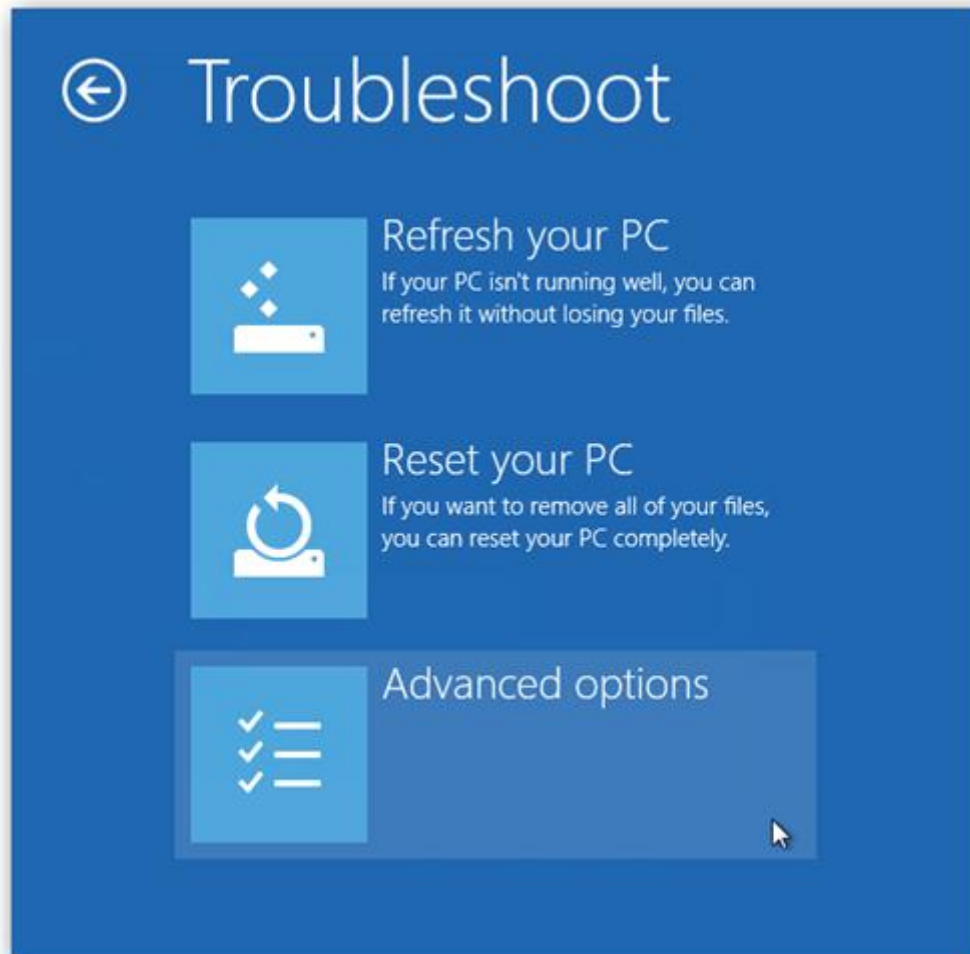 Troubleshoot
Refresh your PC
If your PC isn't running well, you can
refresh it without losing your files.
Reset your PC
If you want to remove all of your files,
you can reset your PC completely.
Advanced options